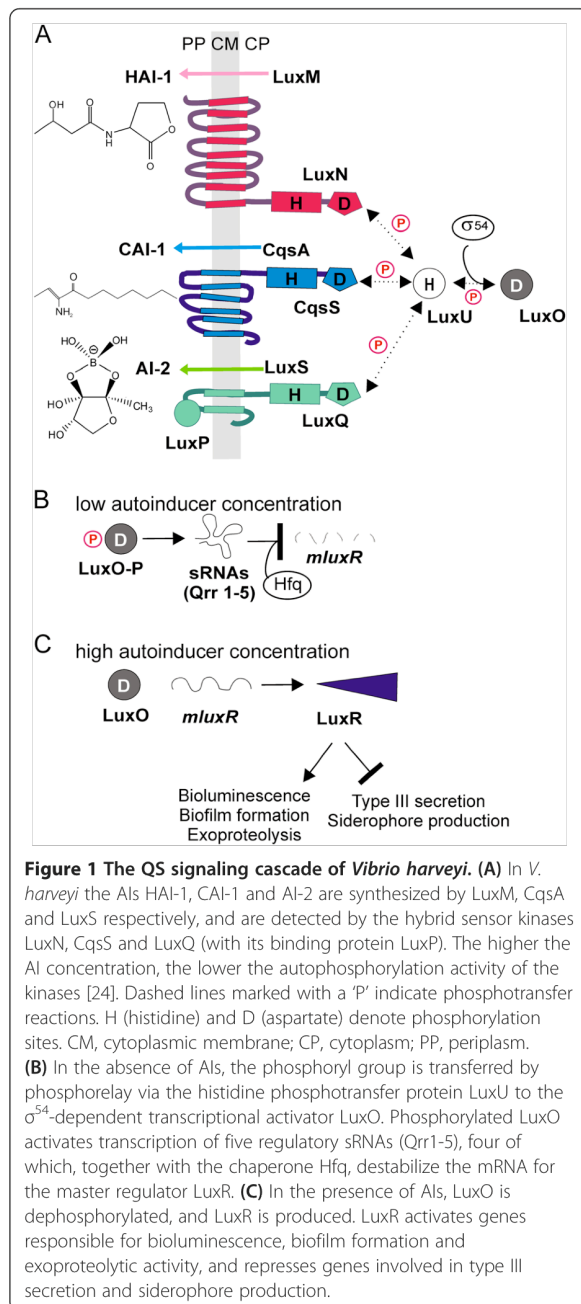 A
PP CM CP
HAI-1 LuxM
OH
O
N
H
O
O
LuxN
H D
P
CAI-1 CqsA
σ54
H D
P
H
P
D
CqsS
LuxU
LuxO
O
NH₂
HO OH
B ⊖
O O
HO CH₃
HO O
AI-2 LuxS
P
H D
LuxP
LuxQ
B
low autoinducer concentration
P D
LuxO-P
sRNAs
(Qrr 1-5)
Hfq
mluxR
C
high autoinducer concentration
D
LuxO
mluxR
LuxR
Bioluminescence
Biofilm formation
Exoproteolysis
Type III secretion
Siderophore production
Figure 1 The QS signaling cascade of Vibrio harveyi. (A) In V.
harveyi the AIs HAI-1, CAI-1 and AI-2 are synthesized by LuxM, CqsA
and LuxS respectively, and are detected by the hybrid sensor kinases
LuxN, CqsS and LuxQ (with its binding protein LuxP). The higher the
AI concentration, the lower the autophosphorylation activity of the
kinases [24]. Dashed lines marked with a ‘P’ indicate phosphotransfer
reactions. H (histidine) and D (aspartate) denote phosphorylation
sites. CM, cytoplasmic membrane; CP, cytoplasm; PP, periplasm.
(B) In the absence of AIs, the phosphoryl group is transferred by
phosphorelay via the histidine phosphotransfer protein LuxU to the
σ⁵⁴-dependent transcriptional activator LuxO. Phosphorylated LuxO
activates transcription of five regulatory sRNAs (Qrr1-5), four of
which, together with the chaperone Hfq, destabilize the mRNA for
the master regulator LuxR. (C) In the presence of AIs, LuxO is
dephosphorylated, and LuxR is produced. LuxR activates genes
responsible for bioluminescence, biofilm formation and
exoproteolytic activity, and represses genes involved in type III
secretion and siderophore production.